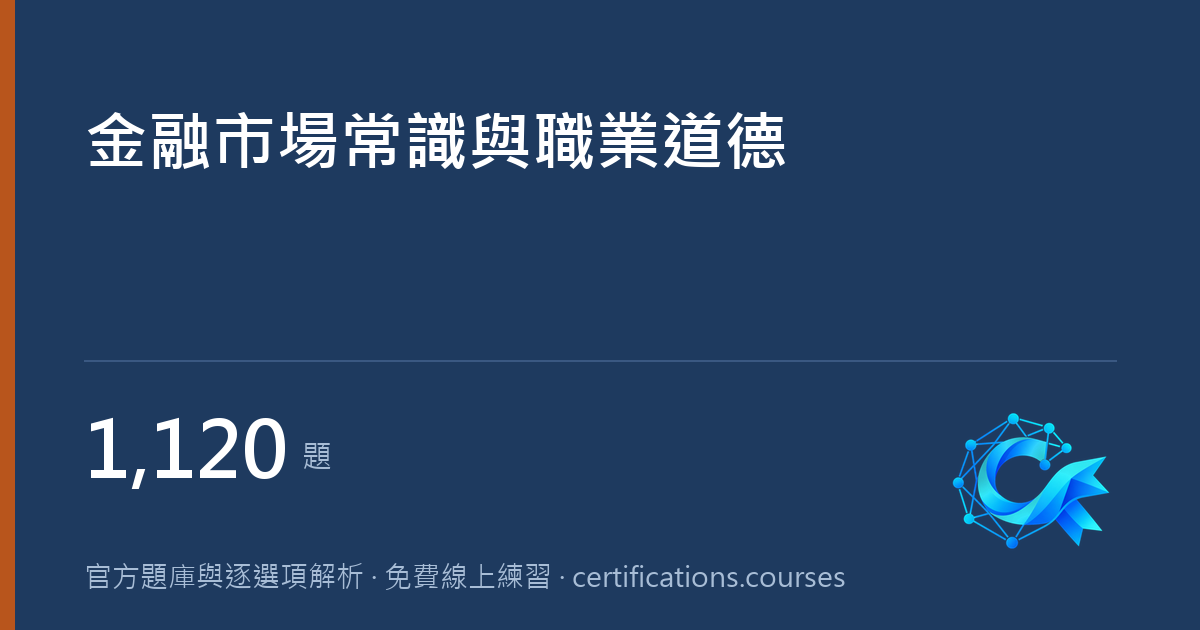 金融市場常識與職業道德
1,120 題
官方題庫與逐選項解析 · 免費線上練習 · certifications.courses